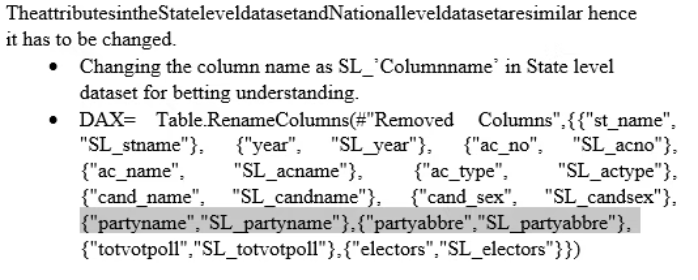 TheattributesintheStateleveldatasetandNationalleveldatasetaresimilar hence
it has to be changed.
• Changing the column name as SL_'Columnname' in State level
dataset for betting understanding.
• DAX= Table.RenameColumns(#"Removed Columns",{{"st_name",
"SL_stname"}, {"year", "SL_year"}, {"ac_no", "SL_acno"},
{"ac_name", "SL_acname"}, {"ac_type", "SL_actype"},
{"cand_name", "SL_candname"}, {"cand_sex", "SL_candsex"},
{"partyname","SL_partyname"},{"partyabbre","SL_partyabbre"},
{"totvotpoll","SL_totvotpoll"},{"electors","SL_electors"}})